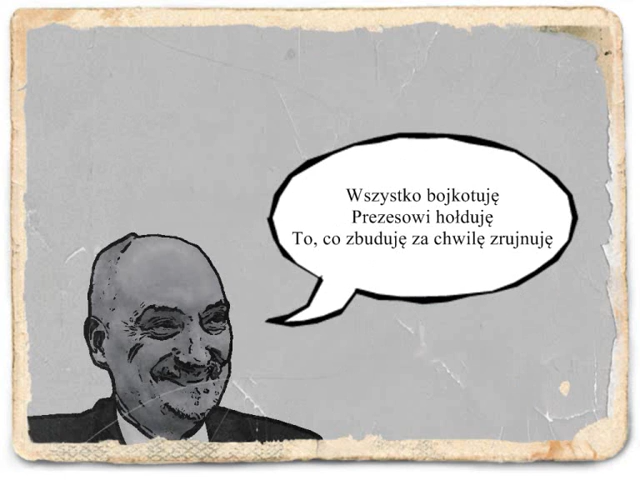 Wszystko bojkotuję
Prezesowi hołduję
To, co zbuduję za chwilę zrujnuję